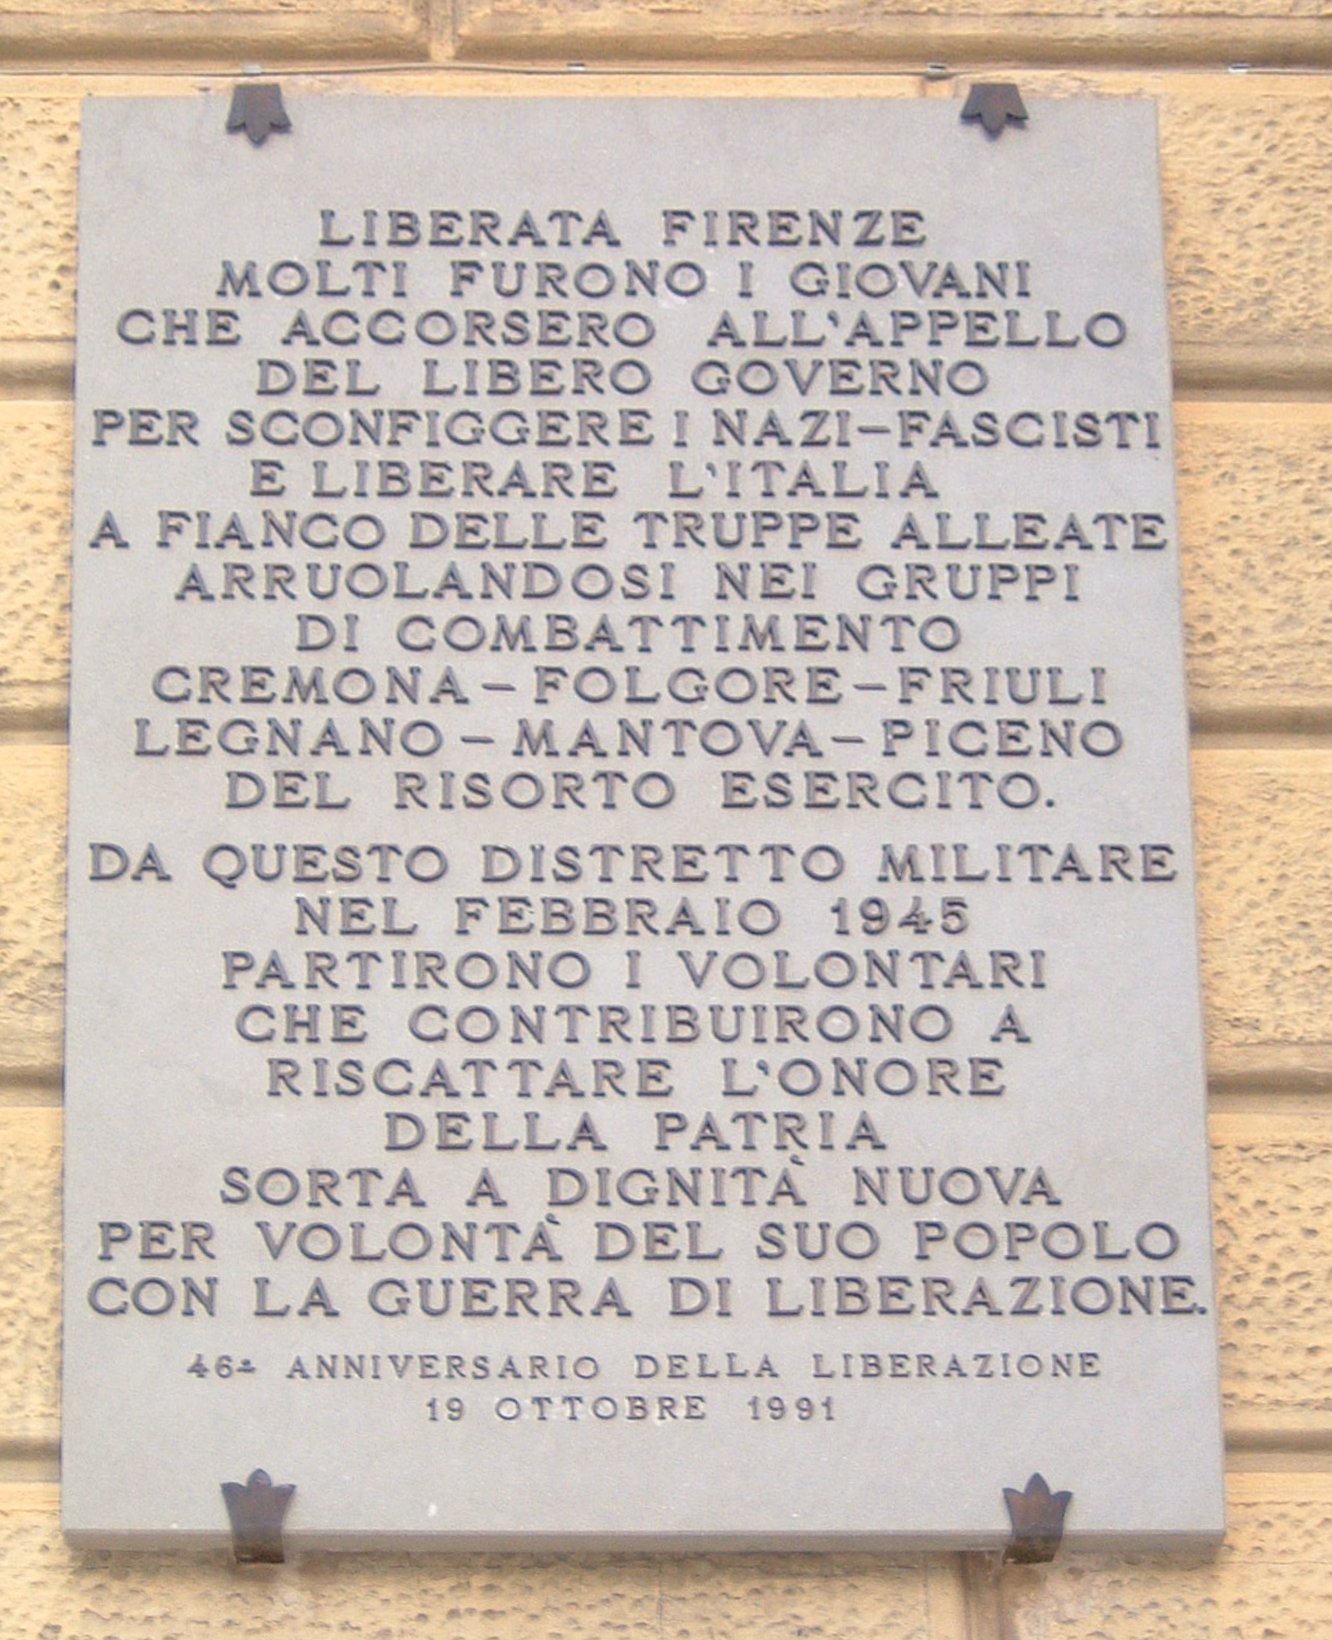 LIBERATA FIRENZE
MOLTI FURONO I GIOVANI
CHE ACCORSERO ALL'APPELLO
DEL LIBERO GOVERNO
PER SCONFIGGERE I NAZI-FASCISTI
E LIBERARE L'ITALIA
A FIANCO DELLE TRUPPE ALLEATE
ARRUOLANDOSI NEI GRUPPI
DI COMBATTIMENTO
CREMONA-FOLGORE-FRIULI
LEGNANO-MANTOVA-PICENO
DEL RISORTO ESERCITO.
DA QUESTO DISTRETTO MILITARE
NEL FEBBRAIO 1945
PARTIRONO I VOLONTARI
CHE CONTRIBUIRONO A
RISCATTARE L'ONORE
DELLA PATRIA
SORTA A DIGNITÀ NUOVA
PER VOLONTÀ DEL SUO POPOLO
CON LA GUERRA DI LIBERAZIONE.
46º ANNIVERSARIO DELLA LIBERAZIONE
19 OTTOBRE 1991